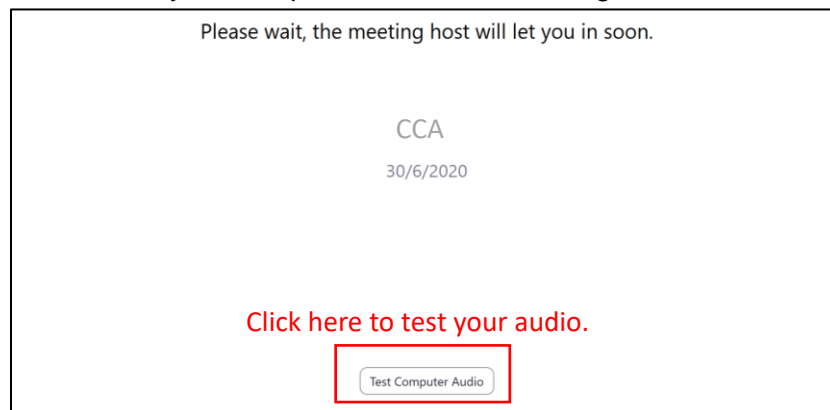 Please wait, the meeting host will let you in soon.
CCA
30/6/2020
Click here to test your audio.
Test Computer Audio